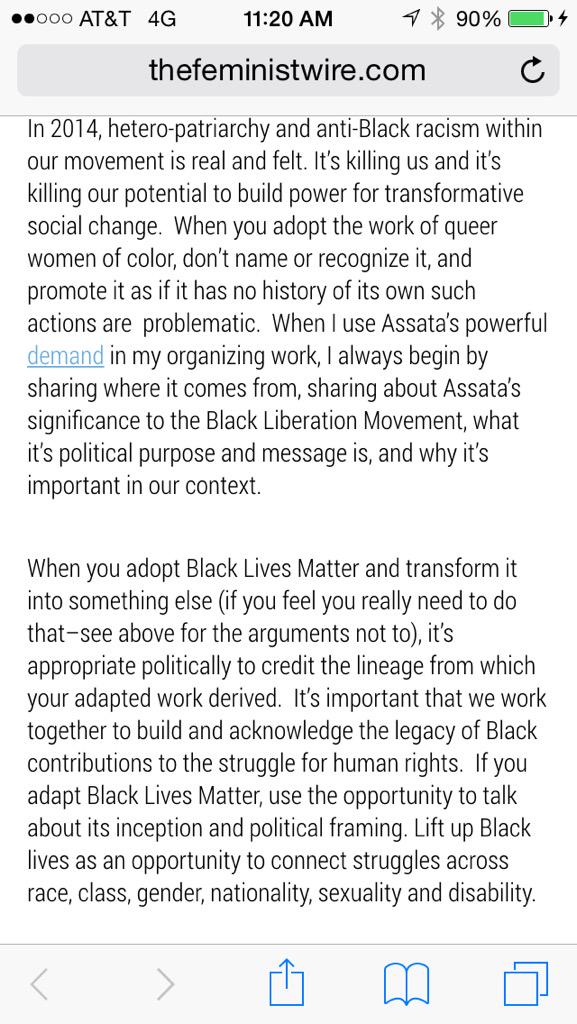 AT&T 4G 11:20 AM 90%
thefeministwire.com
In 2014, hetero-patriarchy and anti-Black racism within
our movement is real and felt. It’s killing us and it’s
killing our potential to build power for transformative
social change.  When you adopt the work of queer
women of color, don’t name or recognize it, and
promote it as if it has no history of its own such
actions are  problematic.  When I use Assata’s powerful
demand in my organizing work, I always begin by
sharing where it comes from, sharing about Assata’s
significance to the Black Liberation Movement, what
it’s political purpose and message is, and why it’s
important in our context.
When you adopt Black Lives Matter and transform it
into something else (if you feel you really need to do
that–see above for the arguments not to), it’s
appropriate politically to credit the lineage from which
your adapted work derived.  It’s important that we work
together to build and acknowledge the legacy of Black
contributions to the struggle for human rights.  If you
adapt Black Lives Matter, use the opportunity to talk
about its inception and political framing. Lift up Black
lives as an opportunity to connect struggles across
race, class, gender, nationality, sexuality and disability.